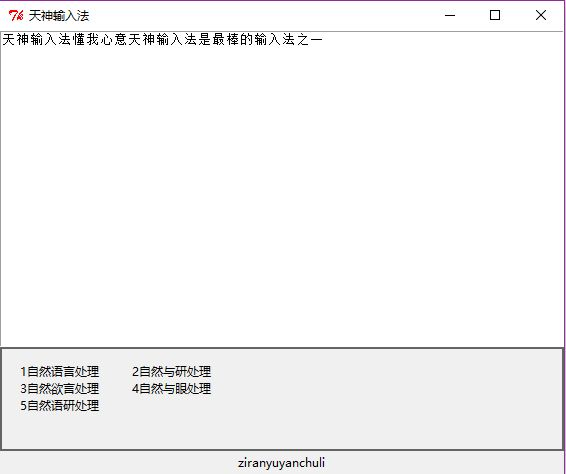 天神输入法
天神输入法懂我心意天神输入法是最棒的输入法之一
1自然语言处理 2自然与研处理
3自然欲言处理 4自然与眼处理
5自然语研处理
ziranyuyanchuli